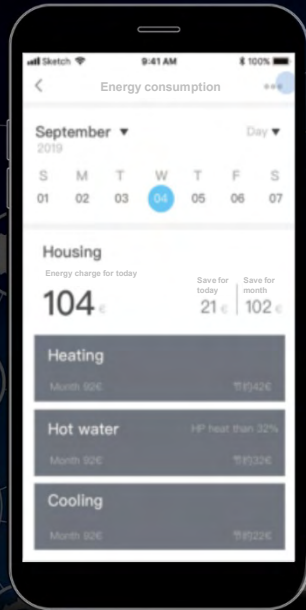 Sketch 9:41 AM 100%
Energy consumption
September ▼ Day ▼
2019
S M T W T F S
01 02 03 04 05 06 07
Housing
Energy charge for today
Save for today Save for month
104 € 21 € 102 €
Heating
Month 92€ 节约42€
Hot water HP heat than 32%
Month 92€ 节约32€
Cooling
Month 92€ 节约22€